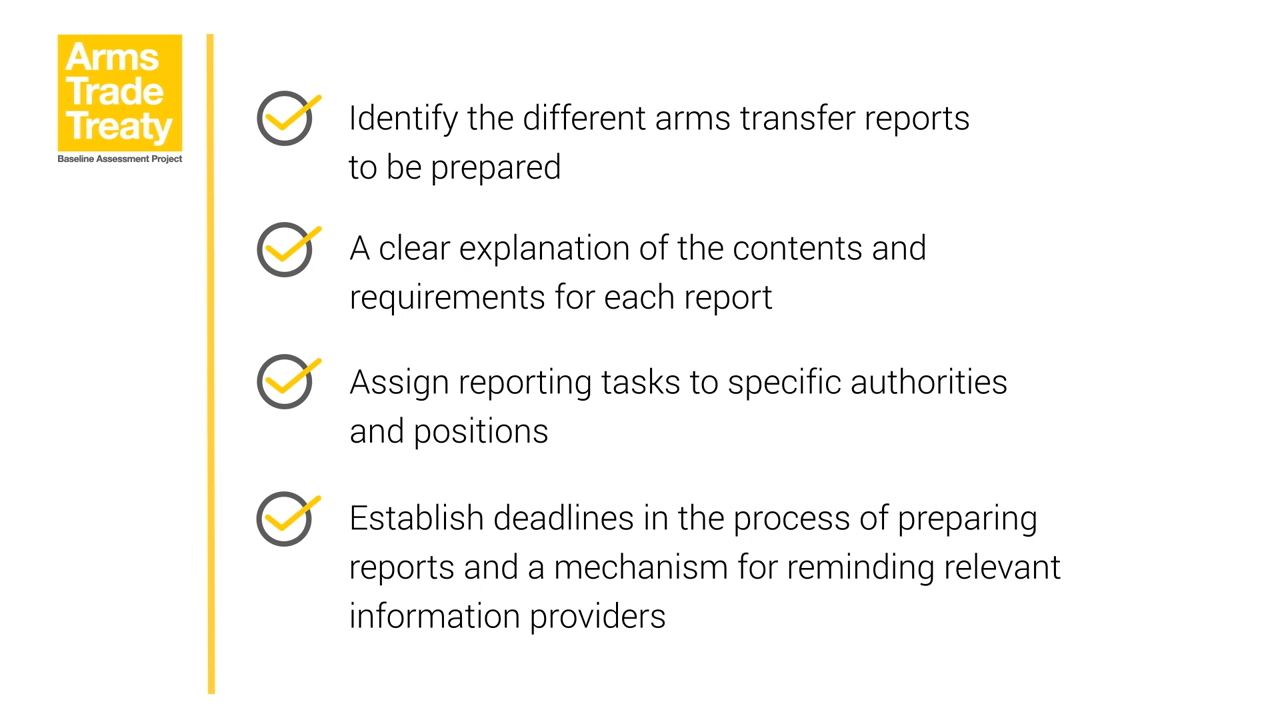 Arms
Trade
Treaty
Baseline Assessment Project
Identify the different arms transfer reports
to be prepared
A clear explanation of the contents and
requirements for each report
Assign reporting tasks to specific authorities
and positions
Establish deadlines in the process of preparing
reports and a mechanism for reminding relevant
information providers